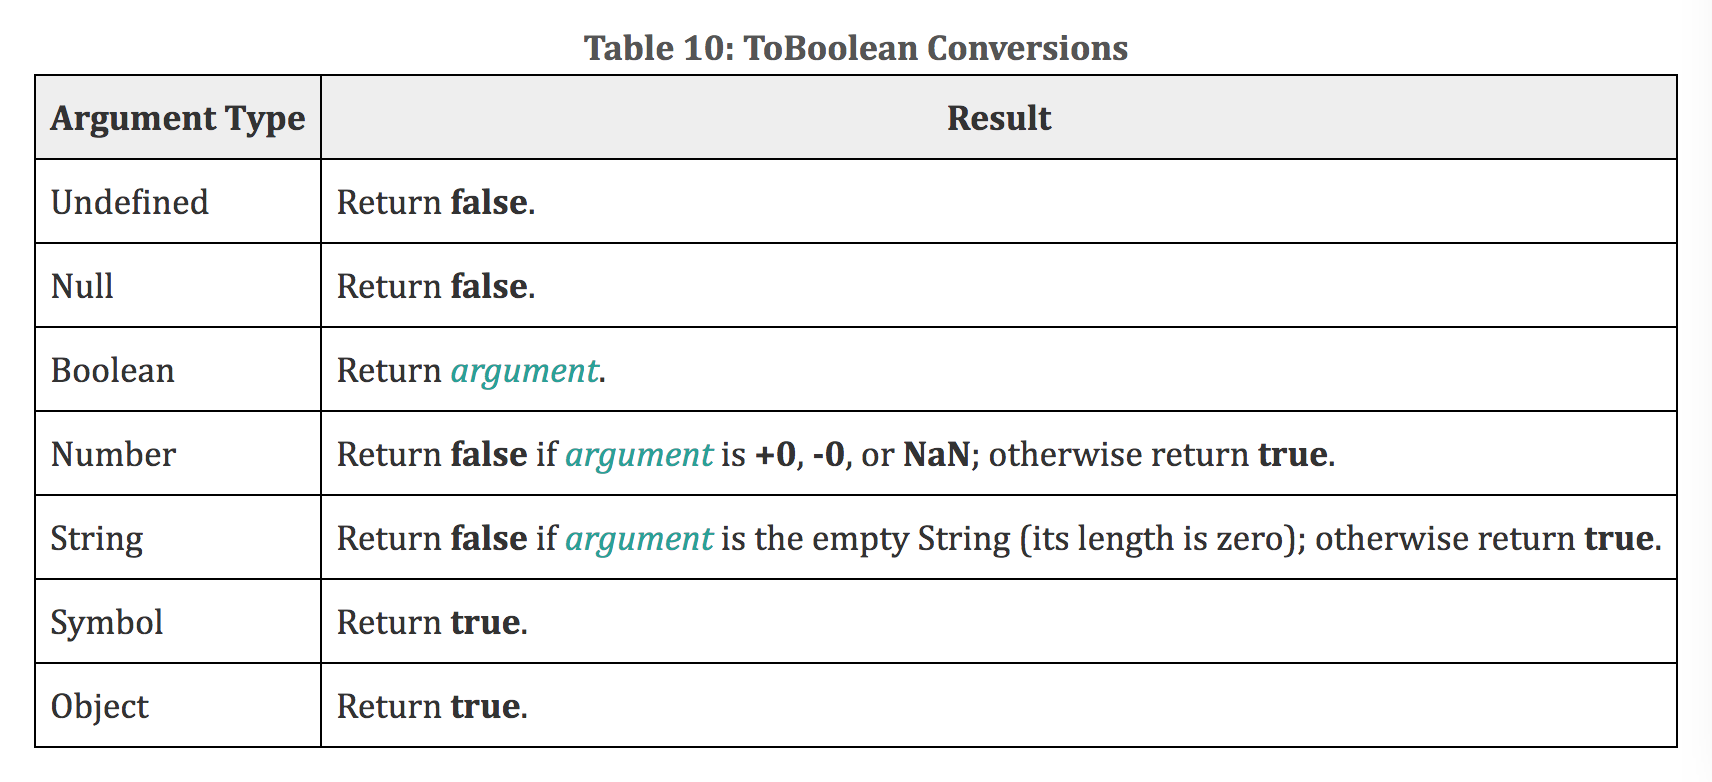 Table 10: ToBoolean Conversions
Argument Type Result
Undefined Return false.
Null Return false.
Boolean Return argument.
Number Return false if argument is +0, -0, or NaN; otherwise return true.
String Return false if argument is the empty String (its length is zero); otherwise return true.
Symbol Return true.
Object Return true.